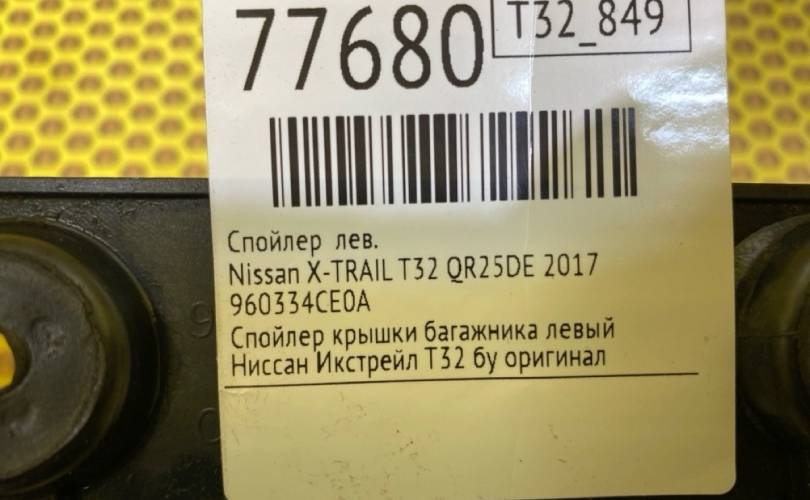 77680
T32_849
Спойлер лев.
Nissan X-TRAIL T32 QR25DE 2017
960334CE0A
Спойлер крышки багажника левый
Ниссан Икстрейл Т32 бу оригинал